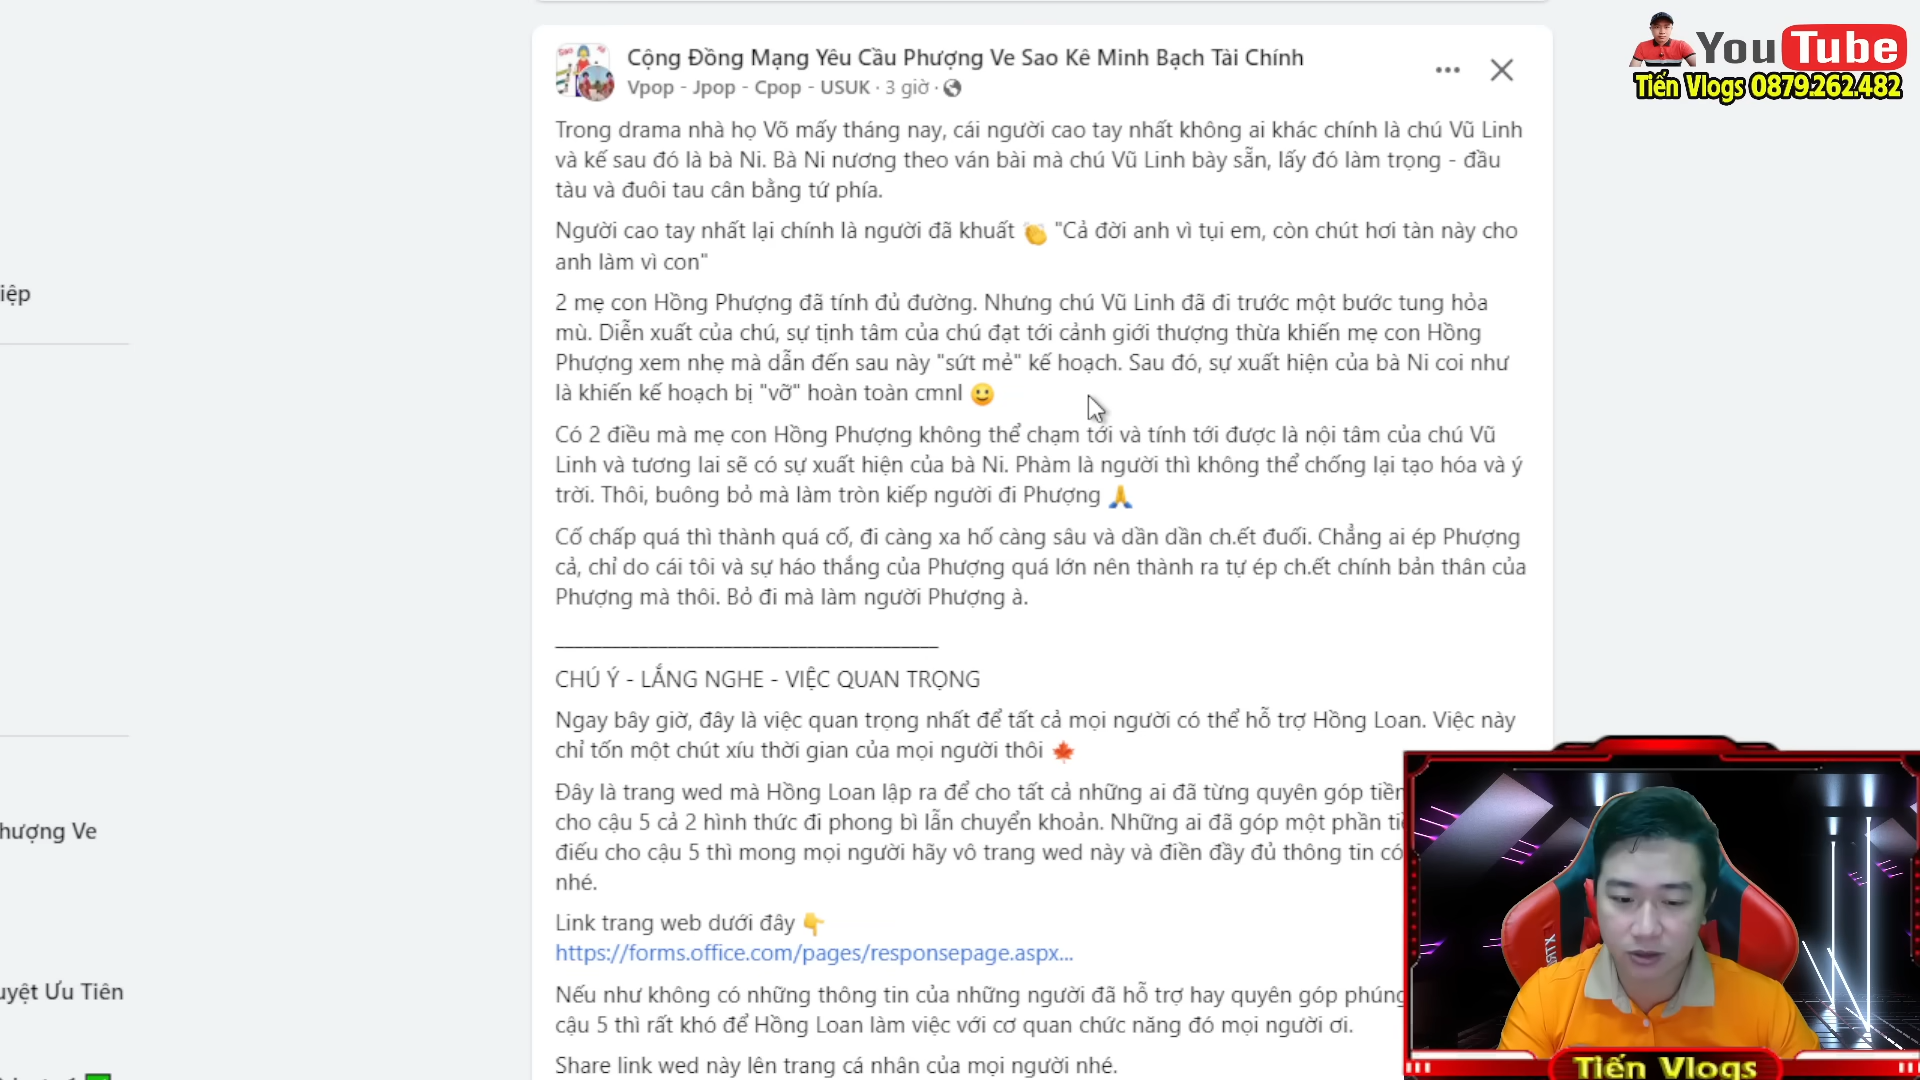 Cộng Đồng Mạng Yêu Cầu Phượng Ve Sao Kê Minh Bạch Tài Chính
Vpop - Jpop - Cpop - USUK · 3 giờ ·
YouTube
Tiến Vlogs 0879.262.482
Trong drama nhà họ Võ mấy tháng nay, cái người cao tay nhất không ai khác chính là chú Vũ Linh
và kế sau đó là bà Ni. Bà Ni nương theo ván bài mà chú Vũ Linh bày sẵn, lấy đó làm trọng - đầu
tàu và đuôi tau cân bằng tứ phía.
Người cao tay nhất lại chính là người đã khuất 👏 "Cả đời anh vì tụi em, còn chút hơi tàn này cho
anh làm vì con"
2 mẹ con Hồng Phượng đã tính đủ đường. Nhưng chú Vũ Linh đã đi trước một bước tung hỏa
mù. Diễn xuất của chú, sự tịnh tâm của chú đạt tới cảnh giới thượng thừa khiến mẹ con Hồng
Phượng xem nhẹ mà dẫn đến sau này "sứt mẻ" kế hoạch. Sau đó, sự xuất hiện của bà Ni coi như
là khiến kế hoạch bị "vỡ" hoàn toàn cmnl 🙂
Có 2 điều mà mẹ con Hồng Phượng không thể chạm tới và tính tới được là nội tâm của chú Vũ
Linh và tương lai sẽ có sự xuất hiện của bà Ni. Phàm là người thì không thể chống lại tạo hóa và ý
trời. Thôi, buông bỏ mà làm tròn kiếp người đi Phượng 🙏
Cố chấp quá thì thành quá cố, đi càng xa hố càng sâu và dần dần ch.ết đuối. Chẳng ai ép Phượng
cả, chỉ do cái tôi và sự háo thắng của Phượng quá lớn nên thành ra tự ép ch.ết chính bản thân của
Phượng mà thôi. Bỏ đi mà làm người Phượng à.
CHÚ Ý - LẮNG NGHE - VIỆC QUAN TRỌNG
Ngay bây giờ, đây là việc quan trọng nhất để tất cả mọi người có thể hỗ trợ Hồng Loan. Việc này
chỉ tốn một chút xíu thời gian của mọi người thôi 🍁
Đây là trang wed mà Hồng Loan lập ra để cho tất cả những ai đã từng quyên góp tiền
cho cậu 5 cả 2 hình thức đi phong bì lẫn chuyển khoản. Những ai đã góp một phần
điếu cho cậu 5 thì mong mọi người hãy vô trang wed này và điền đầy đủ thông tin có
nhé.
Link trang web dưới đây 👇
https://forms.office.com/pages/responsepage.aspx...
Nếu như không có những thông tin của những người đã hỗ trợ hay quyên góp phúng
cậu 5 thì rất khó để Hồng Loan làm việc với cơ quan chức năng đó mọi người ơi.
Share link wed này lên trang cá nhân của mọi người nhé.
iệp
hượng Ve
uyệt Ưu Tiên
Tiến Vlogs